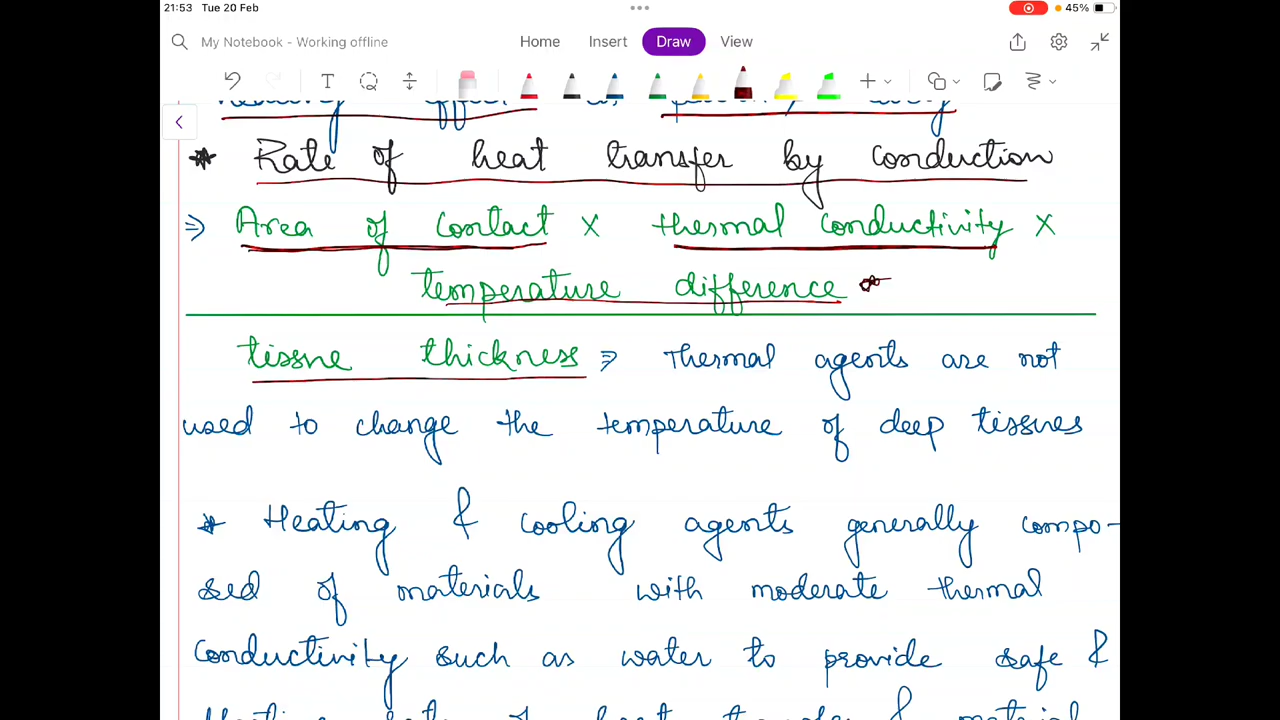 21:53 Tue 20 Feb
45%
My Notebook - Working offline
Home Insert Draw View
T
* Rate of heat transfer by conduction
⇒ Area of contact X thermal conductivity X
temperature difference *
tissue thickness ⇒ Thermal agents are not
used to change the temperature of deep tissues
* Heating & cooling agents generally compo-
sed of materials with moderate thermal
conductivity such as water to provide safe &